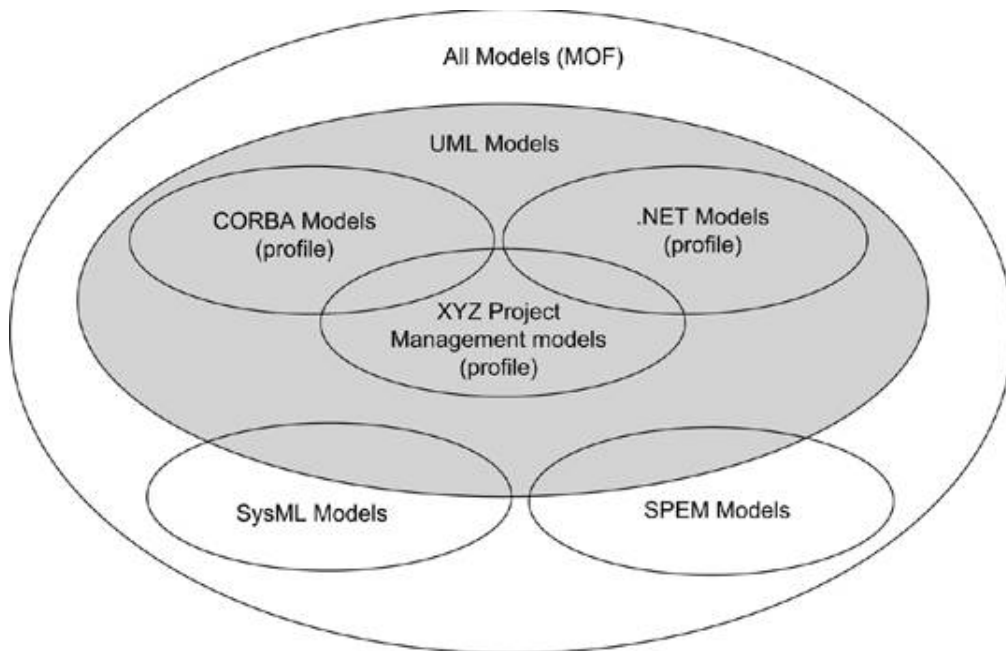 All Models (MOF)
UML Models
CORBA Models
(profile)
.NET Models
(profile)
XYZ Project
Management models
(profile)
SysML Models
SPEM Models